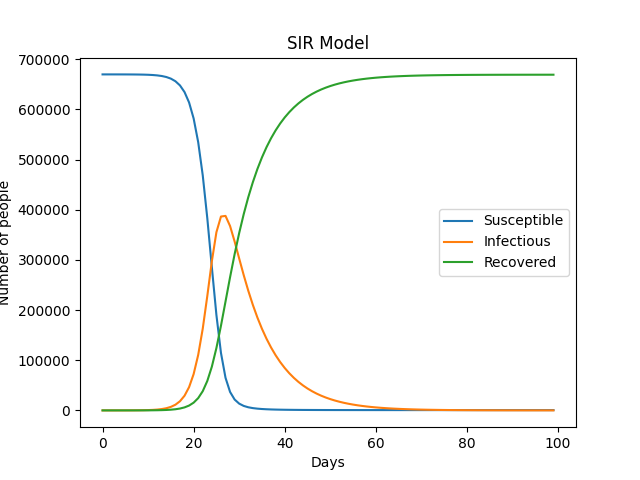 SIR Model
700000
600000
500000
400000
300000
200000
100000
0
Number of people
Susceptible
Infectious
Recovered
0 20 40 60 80 100
Days